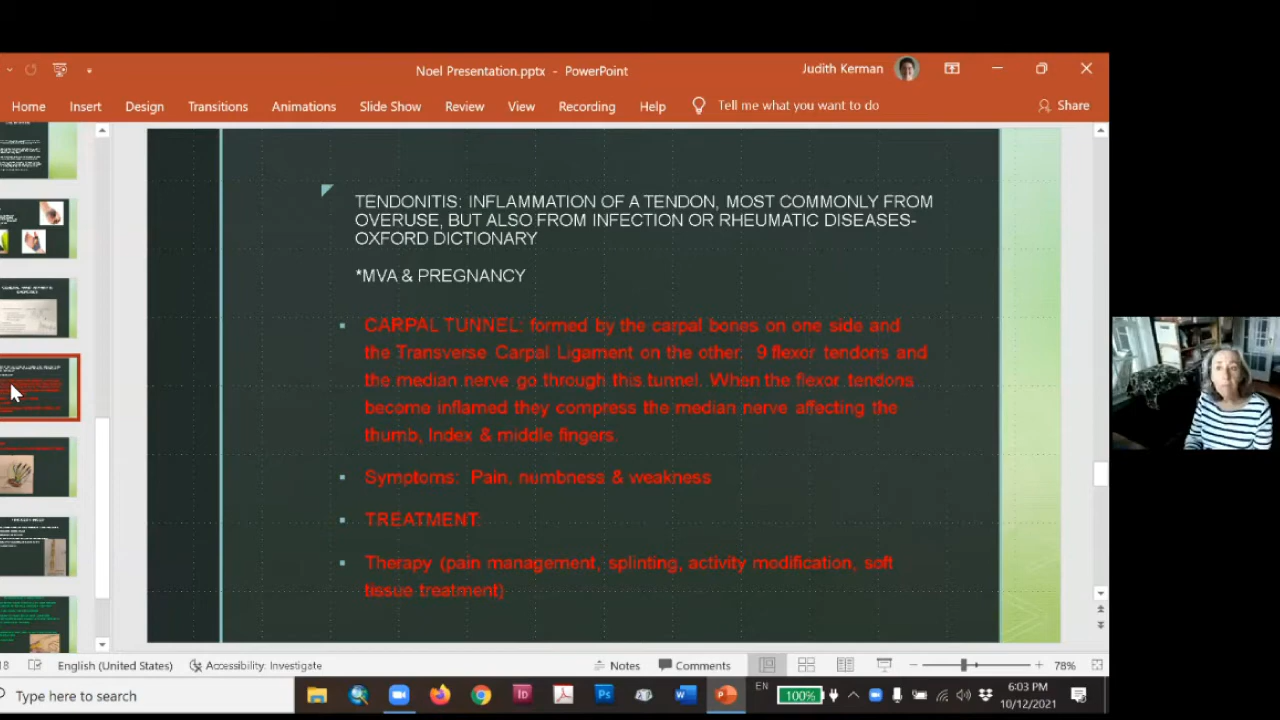 Noel Presentation.pptx - PowerPoint
Judith Kerman
Home Insert Design Transitions Animations Slide Show Review View Recording Help Tell me what you want to do Share
TENDONITIS: INFLAMMATION OF A TENDON, MOST COMMONLY FROM
OVERUSE, BUT ALSO FROM INFECTION OR RHEUMATIC DISEASES-
OXFORD DICTIONARY
*MVA & PREGNANCY
CARPAL TUNNEL: formed by the carpal bones on one side and
the Transverse Carpal Ligament on the other. 9 flexor tendons and
the median nerve go through this tunnel. When the flexor tendons
become inflamed they compress the median nerve affecting the
thumb, Index & middle fingers.
Symptoms: Pain, numbness & weakness
TREATMENT:
Therapy (pain management, splinting, activity modification, soft
tissue treatment)
English (United States) Accessibility: Investigate Notes Comments 78%
Type here to search
EN
100%
6:03 PM
10/12/2021